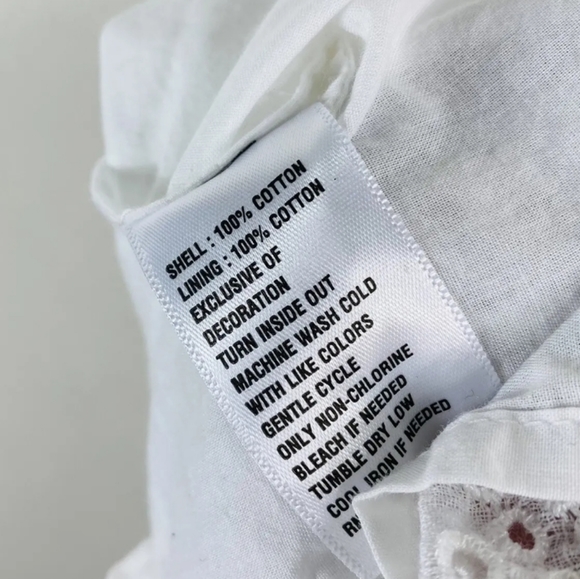 SHELL : 100% COTTON
LINING : 100% COTTON
EXCLUSIVE OF
DECORATION
TURN INSIDE OUT
MACHINE WASH COLD
WITH LIKE COLORS
GENTLE CYCLE
ONLY NON-CHLORINE
BLEACH IF NEEDED
TUMBLE DRY LOW
COOL IRON IF NEEDED